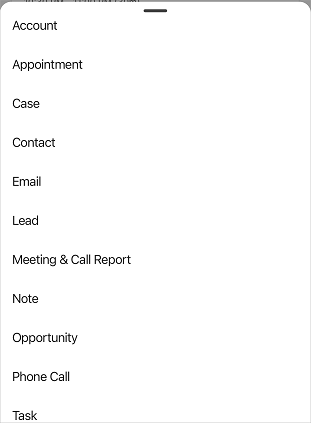 Account
Appointment
Case
Contact
Email
Lead
Meeting & Call Report
Note
Opportunity
Phone Call
Task